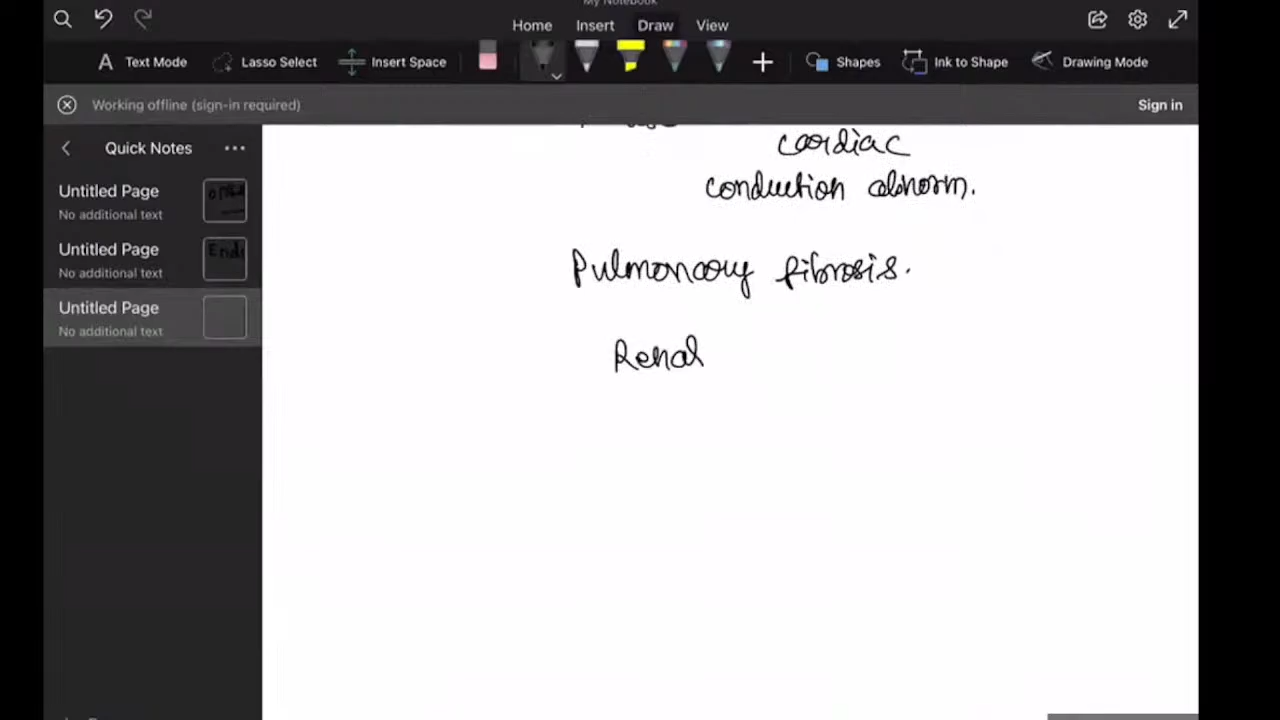 My Notebook
Home Insert Draw View
A Text Mode Lasso Select Insert Space Shapes Ink to Shape Drawing Mode
Working offline (sign-in required) Sign in
Quick Notes
Untitled Page
No additional text
Untitled Page
No additional text
Untitled Page
No additional text
cardiac
conduction abnorm.
Pulmonary fibrosis.
Renal